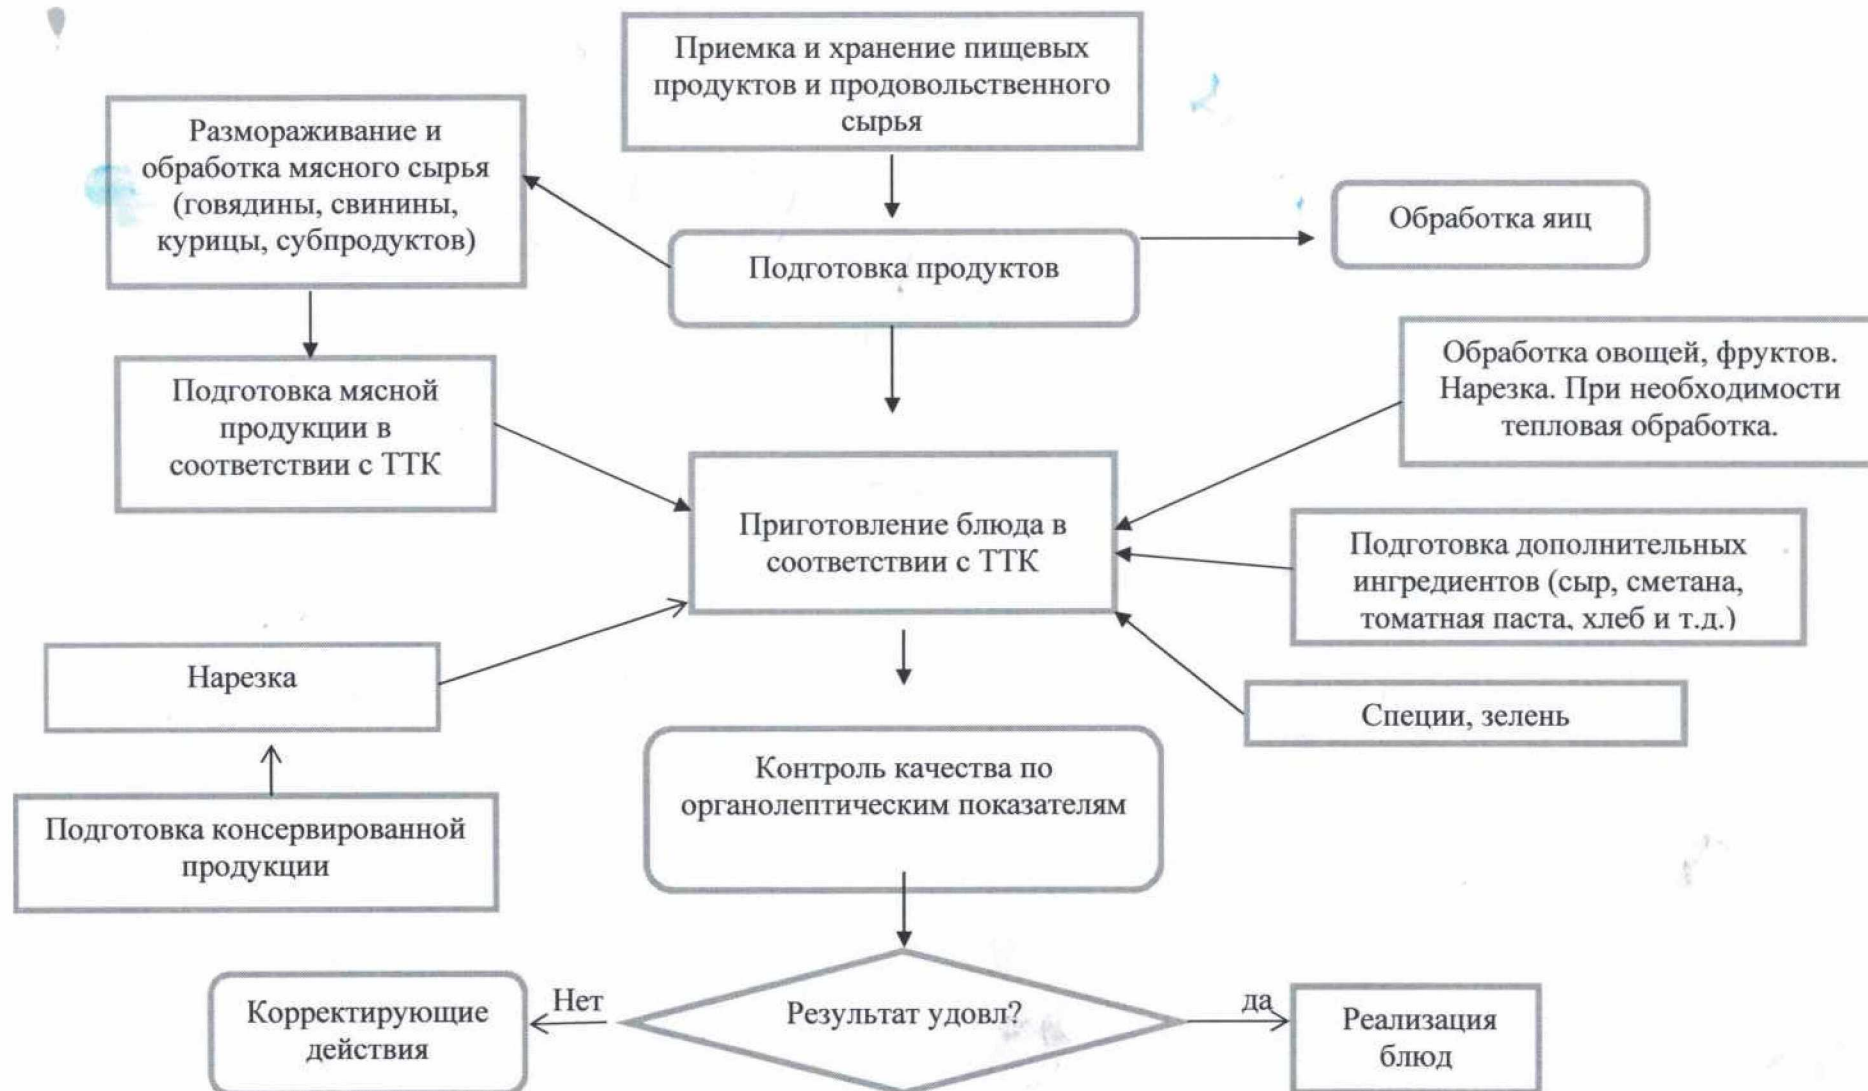 Приемка и хранение пищевых
продуктов и продовольственного
сырья
Размораживание и
обработка мясного сырья
(говядины, свинины,
курицы, субпродуктов)
Обработка яиц
Подготовка продуктов
Обработка овощей, фруктов.
Нарезка. При необходимости
тепловая обработка.
Подготовка мясной
продукции в
соответствии с ТТК
Приготовление блюда в
соответствии с ТТК
Подготовка дополнительных
ингредиентов (сыр, сметана,
томатная паста, хлеб и т.д.)
Нарезка
Специи, зелень
Контроль качества по
органолептическим показателям
Подготовка консервированной
продукции
Корректирующие
действия
Нет
Результат удовл?
да
Реализация
блюд